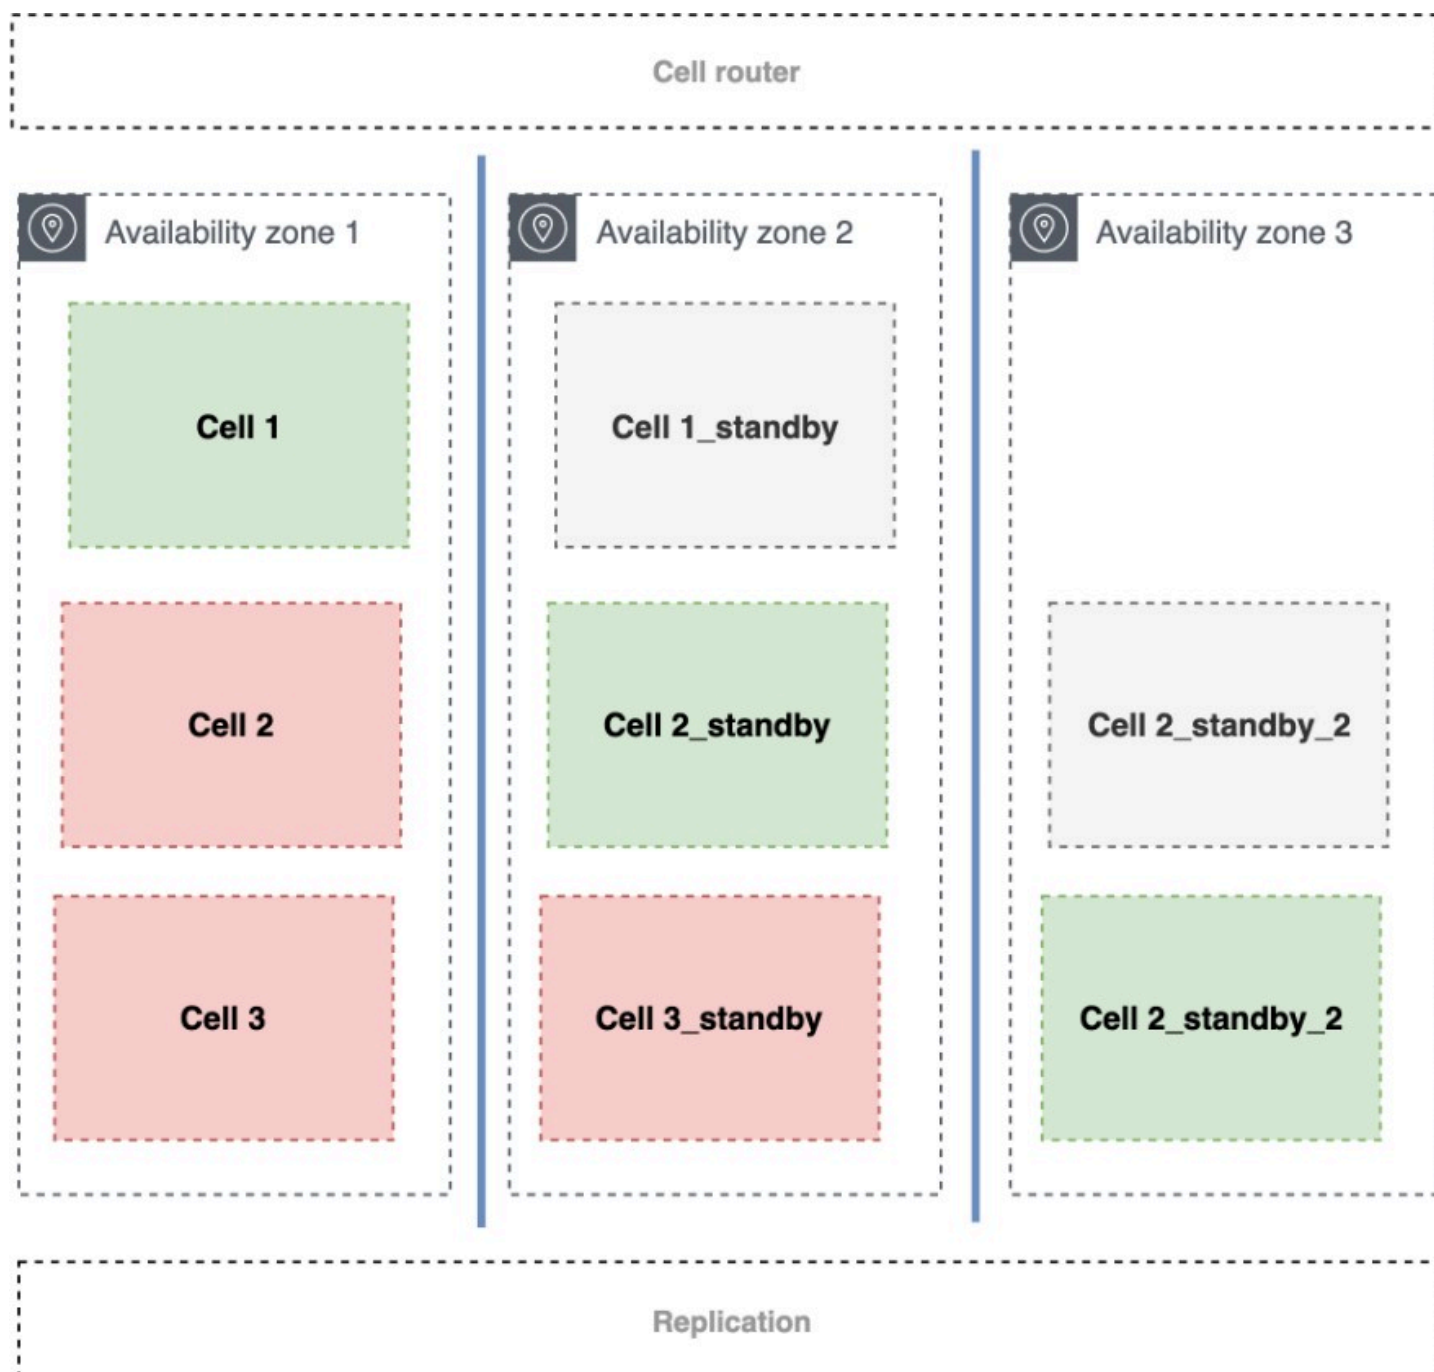 Cell router
Availability zone 1
Availability zone 2
Availability zone 3
Cell 1
Cell 1_standby
Cell 2
Cell 2_standby
Cell 2_standby_2
Cell 3
Cell 3_standby
Cell 2_standby_2
Replication